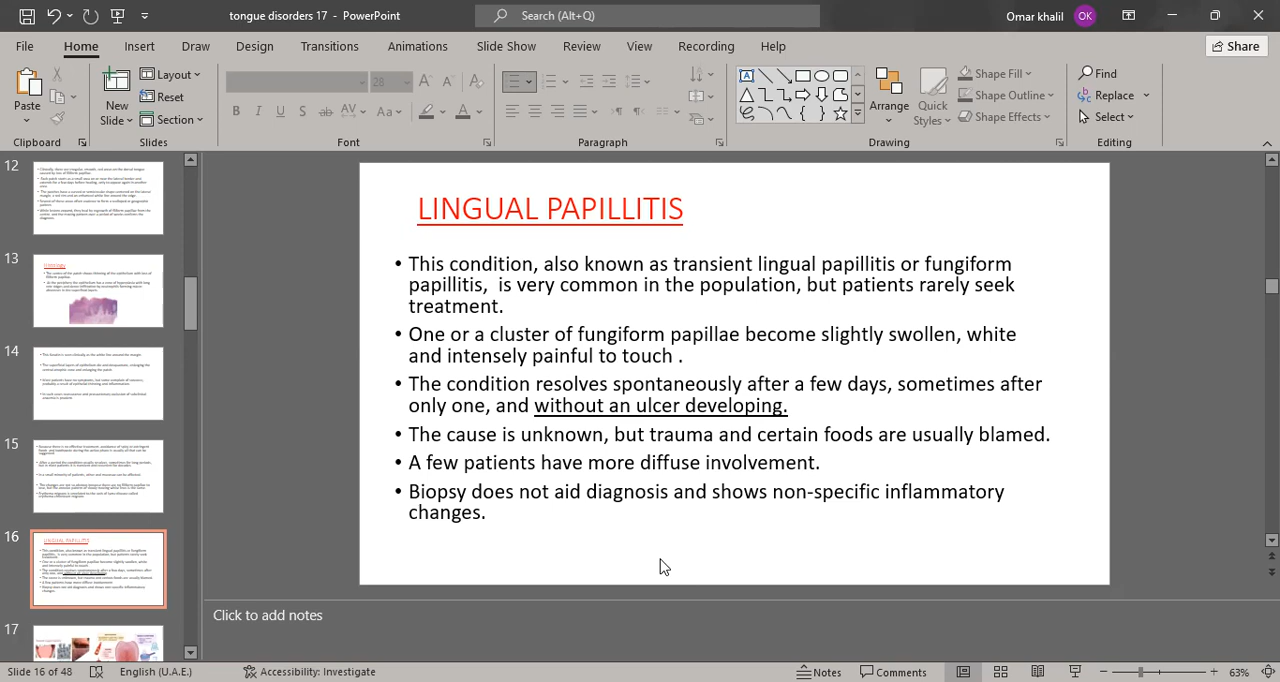 tongue disorders 17 - PowerPoint
Search (Alt+Q)
Omar khalil
OK
File
Home
Insert
Draw
Design
Transitions
Animations
Slide Show
Review
View
Recording
Help
Share
Paste
New
Slide
Layout
Reset
Section
28
Shape Fill
Shape Outline
Shape Effects
Arrange
Quick
Styles
Find
Replace
Select
Clipboard
Slides
Font
Paragraph
Drawing
Editing
12
13
14
15
16
17
LINGUAL PAPILLITIS
• This condition, also known as transient lingual papillitis or fungiform
papillitis, is very common in the population, but patients rarely seek
treatment.
• One or a cluster of fungiform papillae become slightly swollen, white
and intensely painful to touch .
• The condition resolves spontaneously after a few days, sometimes after
only one, and without an ulcer developing.
• The cause is unknown, but trauma and certain foods are usually blamed.
• A few patients have more diffuse involvement.
• Biopsy does not aid diagnosis and shows non-specific inflammatory
changes.
Click to add notes
Slide 16 of 48
English (U.A.E.)
Accessibility: Investigate
Notes
Comments
63%